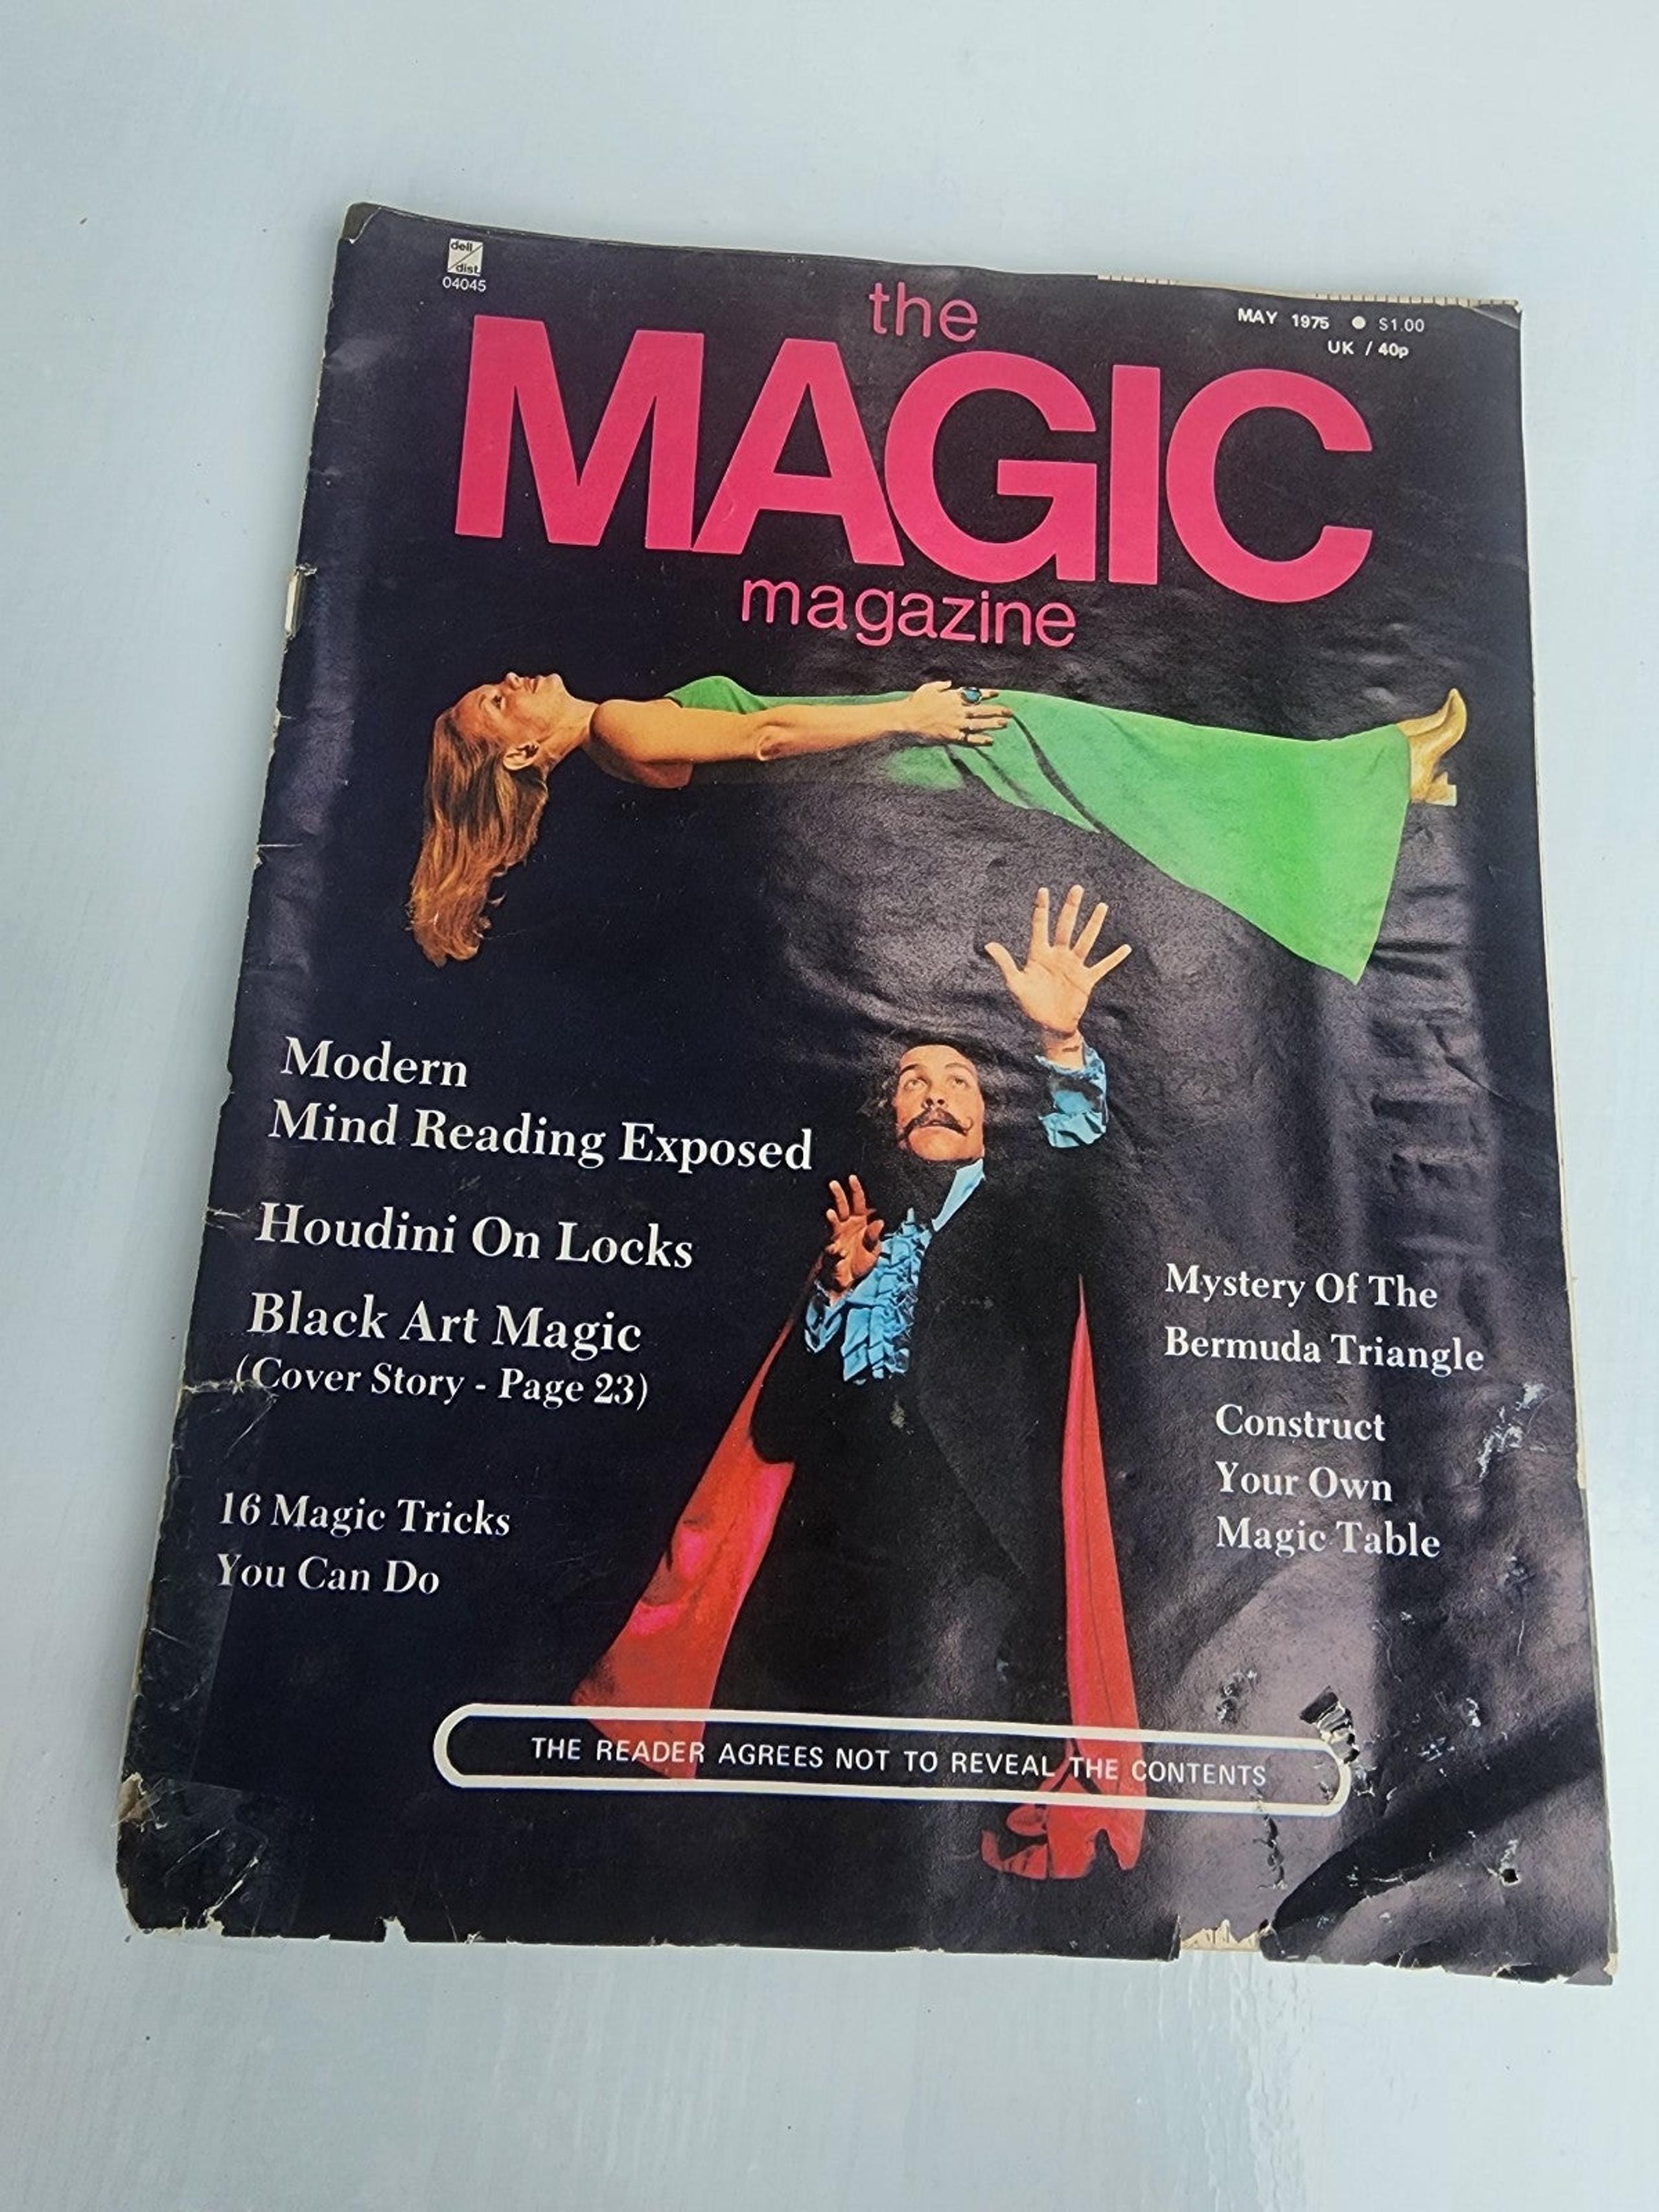 dell
dist.
04045
MAY 1975 ● $1.00
UK / 40p
the
MAGIC
magazine
Modern
Mind Reading Exposed
Houdini On Locks
Black Art Magic
(Cover Story - Page 23)
16 Magic Tricks
You Can Do
Mystery Of The
Bermuda Triangle
Construct
Your Own
Magic Table
THE READER AGREES NOT TO REVEAL THE CONTENTS